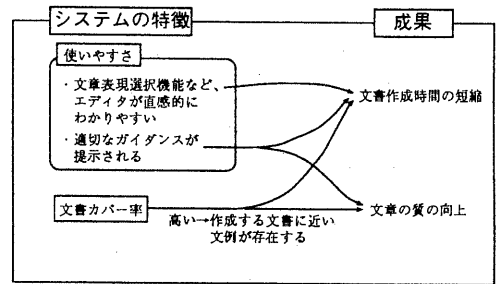 システムの特徴
成果
使いやすさ
・文章表現選択機能など、
エディタが直感的に
わかりやすい
・適切なガイダンスが
提示される
文書作成時間の短縮
文書カバー率
高い→作成する文書に近い
文例が存在する
文章の質の向上